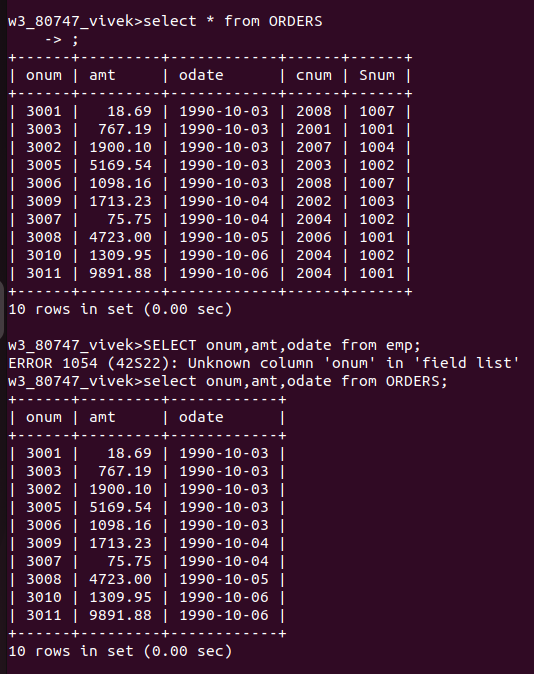 w3_80747_vivek>select * from ORDERS
    -> ;
+------+---------+------------+------+------+
| onum | amt     | odate      | cnum | Snum |
+------+---------+------------+------+------+
| 3001 |   18.69 | 1990-10-03 | 2008 | 1007 |
| 3003 |  767.19 | 1990-10-03 | 2001 | 1001 |
| 3002 | 1900.10 | 1990-10-03 | 2007 | 1004 |
| 3005 | 5169.54 | 1990-10-03 | 2003 | 1002 |
| 3006 | 1098.16 | 1990-10-03 | 2008 | 1007 |
| 3009 | 1713.23 | 1990-10-04 | 2002 | 1003 |
| 3007 |   75.75 | 1990-10-04 | 2004 | 1002 |
| 3008 | 4723.00 | 1990-10-05 | 2006 | 1001 |
| 3010 | 1309.95 | 1990-10-06 | 2004 | 1002 |
| 3011 | 9891.88 | 1990-10-06 | 2004 | 1001 |
+------+---------+------------+------+------+
10 rows in set (0.00 sec)

w3_80747_vivek>SELECT onum,amt,odate from emp;
ERROR 1054 (42S22): Unknown column 'onum' in 'field list'
w3_80747_vivek>select onum,amt,odate from ORDERS;
+------+---------+------------+
| onum | amt     | odate      |
+------+---------+------------+
| 3001 |   18.69 | 1990-10-03 |
| 3003 |  767.19 | 1990-10-03 |
| 3002 | 1900.10 | 1990-10-03 |
| 3005 | 5169.54 | 1990-10-03 |
| 3006 | 1098.16 | 1990-10-03 |
| 3009 | 1713.23 | 1990-10-04 |
| 3007 |   75.75 | 1990-10-04 |
| 3008 | 4723.00 | 1990-10-05 |
| 3010 | 1309.95 | 1990-10-06 |
| 3011 | 9891.88 | 1990-10-06 |
+------+---------+------------+
10 rows in set (0.00 sec)